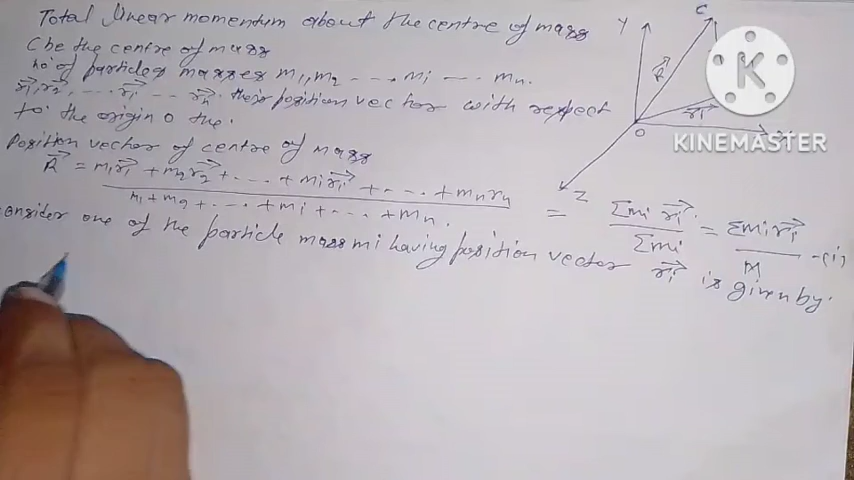 Total linear momentum about the centre of mass
C be the centre of mass
no. of particles masses m1, m2 ---- mi ---- mn.
r1, r2, .... ri --- rn. their position vector with respect
to the origin o the.
Position vector of centre of mass
R = m1r1 + m2r2 + ... + miri + ... + mnrn / m1 + m2 + ... + mi + ... + mn. = Σmi ri / Σmi = Σmi ri / M -(i)
onsider one of the particle mass mi having position vector ri is given by.
Y
C
R
ri
O
Z
K
KINEMASTER